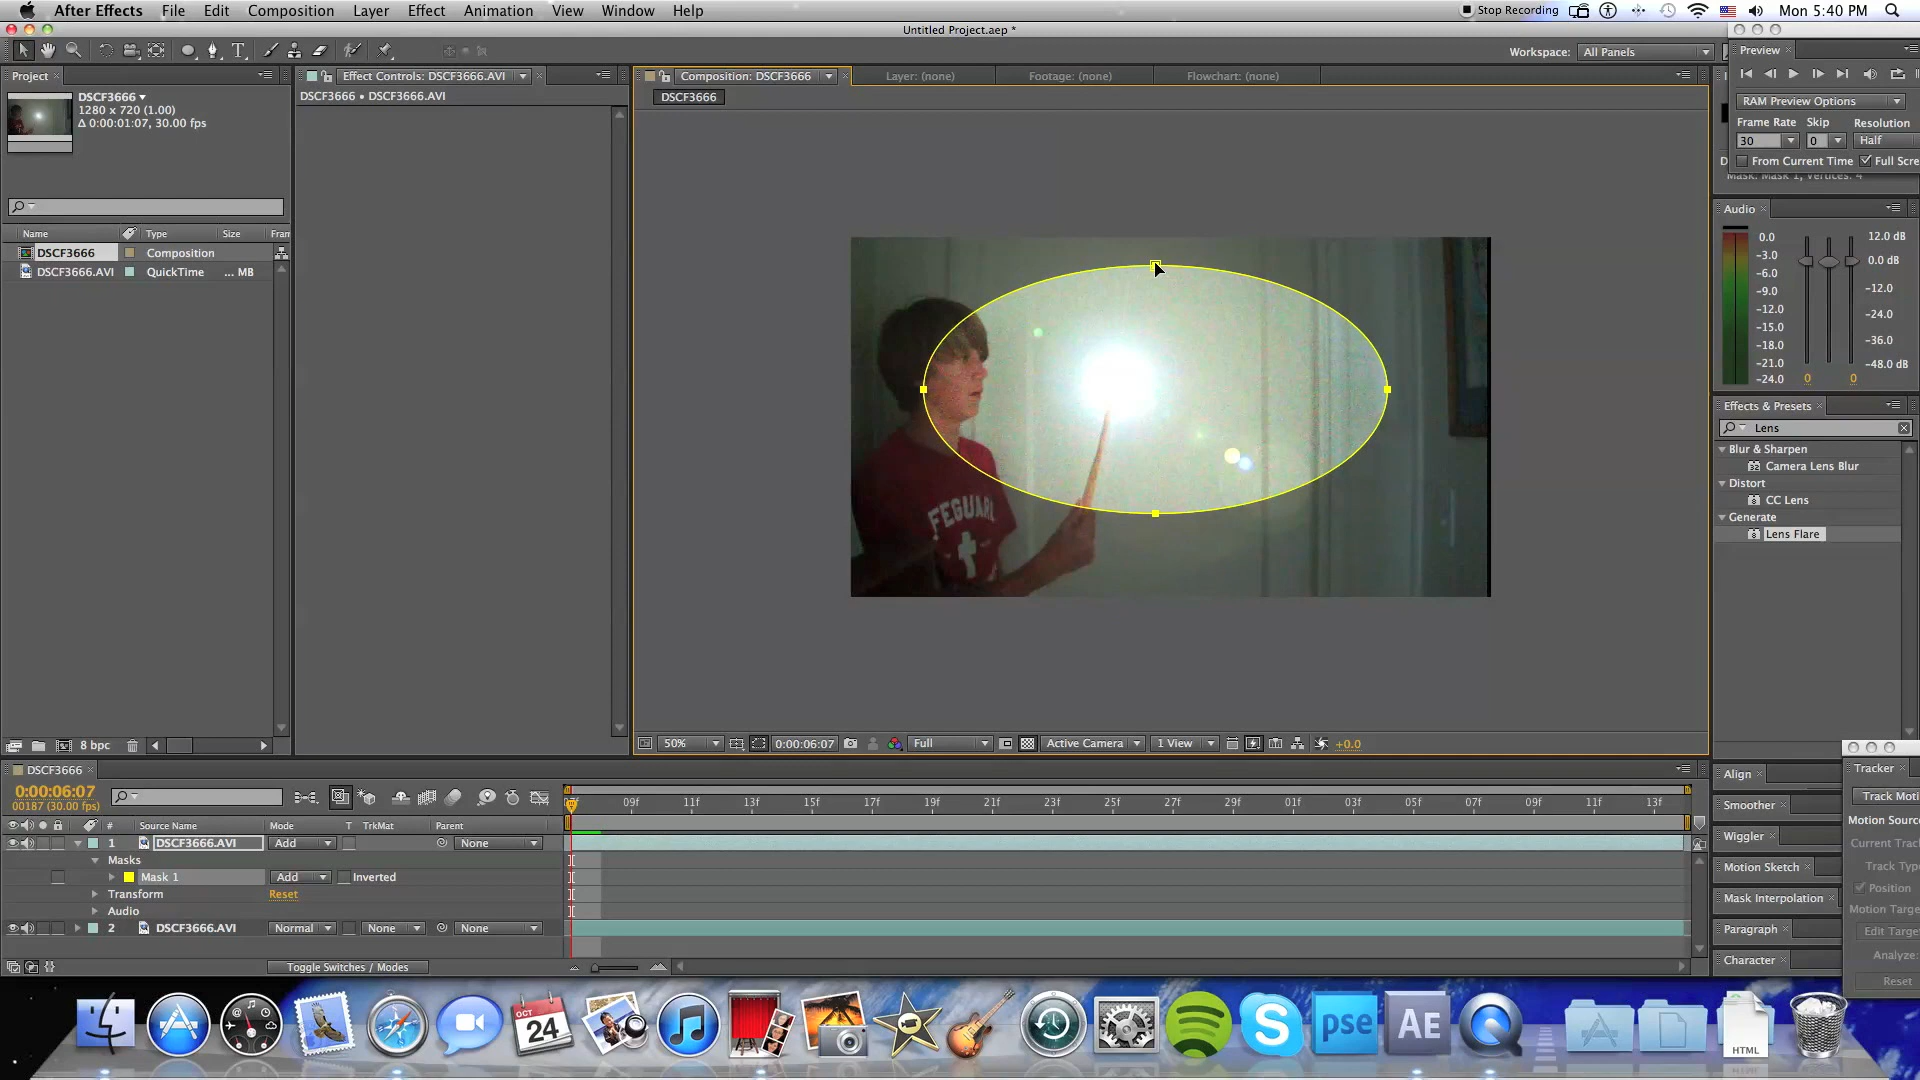 After Effects File Edit Composition Layer Effect Animation View Window Help
Stop Recording Mon 5:40 PM
Untitled Project.aep *
Workspace: All Panels
Project
DSCF3666
1280 x 720 (1.00)
Δ 0:00:01:07, 30.00 fps
Name Type Size Fran
DSCF3666 Composition
DSCF3666.AVI QuickTime ... MB
8 bpc
Effect Controls: DSCF3666.AVI
DSCF3666 • DSCF3666.AVI
Composition: DSCF3666 Layer: (none) Footage: (none) Flowchart: (none)
DSCF3666
FEGUAR
50% 0:00:06:07 Full Active Camera 1 View +0.0
Preview
RAM Preview Options
Frame Rate Skip Resolution
30 0 Half
From Current Time Full Scre
Mask: Mask 1, Vertices: 4
Audio
0.0 12.0 dB
-3.0 0.0 dB
-6.0
-9.0 -12.0
-12.0 -24.0
-15.0
-18.0 -36.0
-21.0 -48.0 dB
-24.0 0 0
Effects & Presets
Lens
Blur & Sharpen
Camera Lens Blur
Distort
CC Lens
Generate
Lens Flare
Align
Smoother
Wiggler
Motion Sketch
Mask Interpolation
Paragraph
Character
Tracker
Track Moti
Motion Sourc
Current Track
Track Type
Position
Motion Targe
Edit Target
Analyze:
Reset
DSCF3666
0:00:06:07
00187 (30.00 fps)
09f 11f 13f 15f 17f 19f 21f 23f 25f 27f 29f 01f 03f 05f 07f 09f 11f 13f
# Source Name Mode T TrkMat Parent
1 DSCF3666.AVI Add None
Masks
Mask 1 Add Inverted
Transform Reset
Audio
2 DSCF3666.AVI Normal None None
Toggle Switches / Modes
OCT
24
pse
AE
HTML